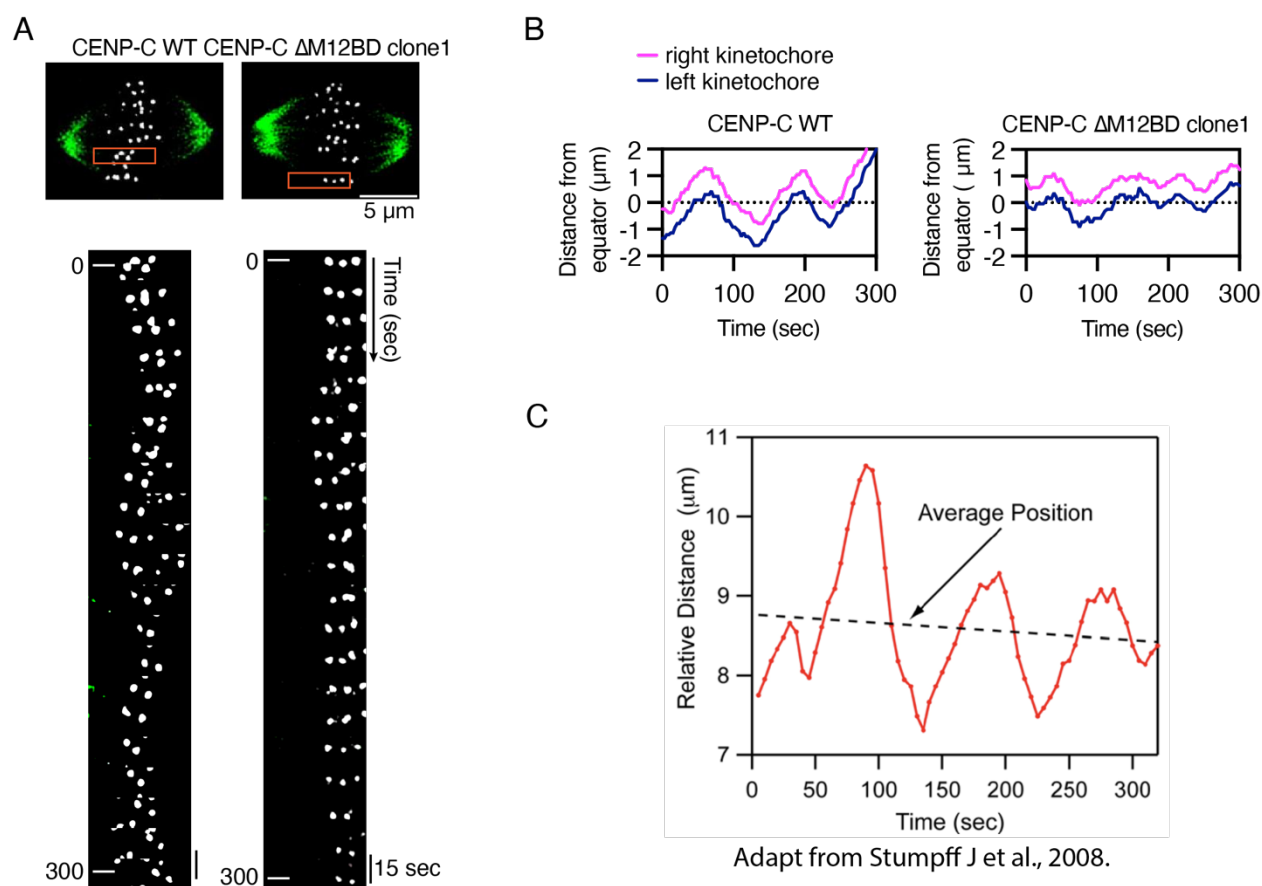 A
CENP-C WT CENP-C ΔM12BD clone1
5 μm
0
0
Time (sec)
300
300
15 sec
B
right kinetochore
left kinetochore
CENP-C WT
Distance from
equator (μm)
2
1
0
-1
-2
0 100 200 300
Time (sec)
CENP-C ΔM12BD clone1
Distance from
equator ( μm)
2
1
0
-1
-2
0 100 200 300
Time (sec)
C
Relative Distance (μm)
11
10
9
8
7
Average Position
0 50 100 150 200 250 300
Time (sec)
Adapt from Stumpff J et al., 2008.